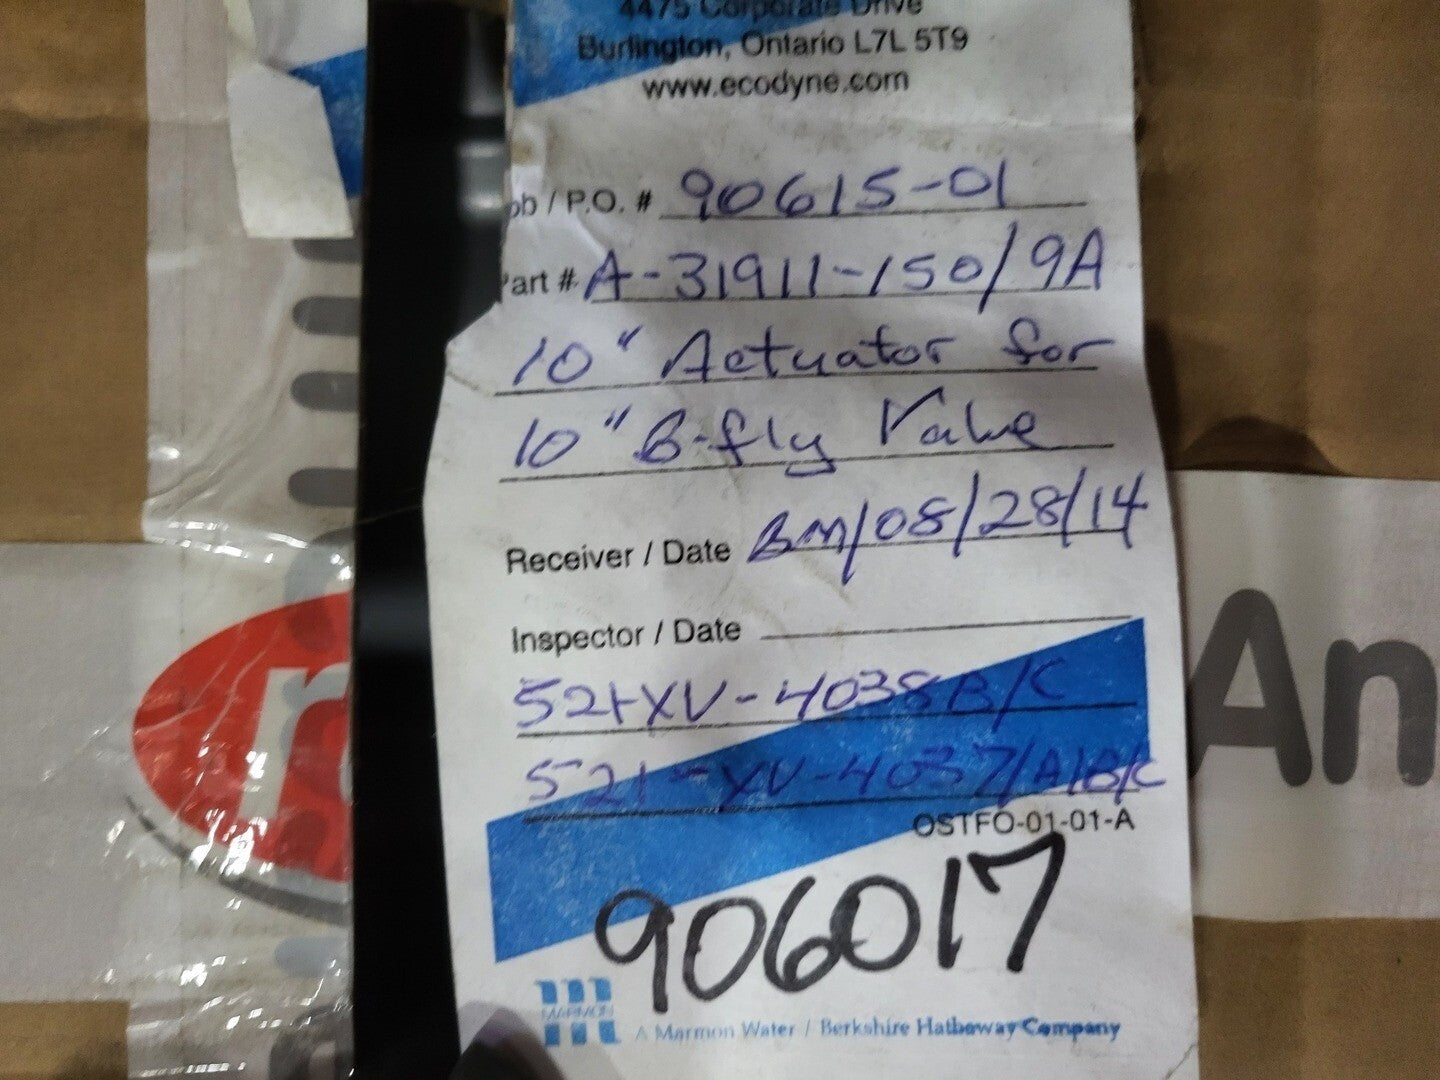 4475 Corporate Drive
Burlington, Ontario L7L 5T9
www.ecodyne.com
ob / P.O. # 90615-01
Part # A-31911-150/9A
10" Actuator for
10" B-fly Valve
Receiver / Date BM/08/28/14
Inspector / Date
521-XV-4038B/C
521-XV-4037/A/B/C
OSTFO-01-01-A
906017
MARMON
A Marmon Water / Berkshire Hathaway Company
An